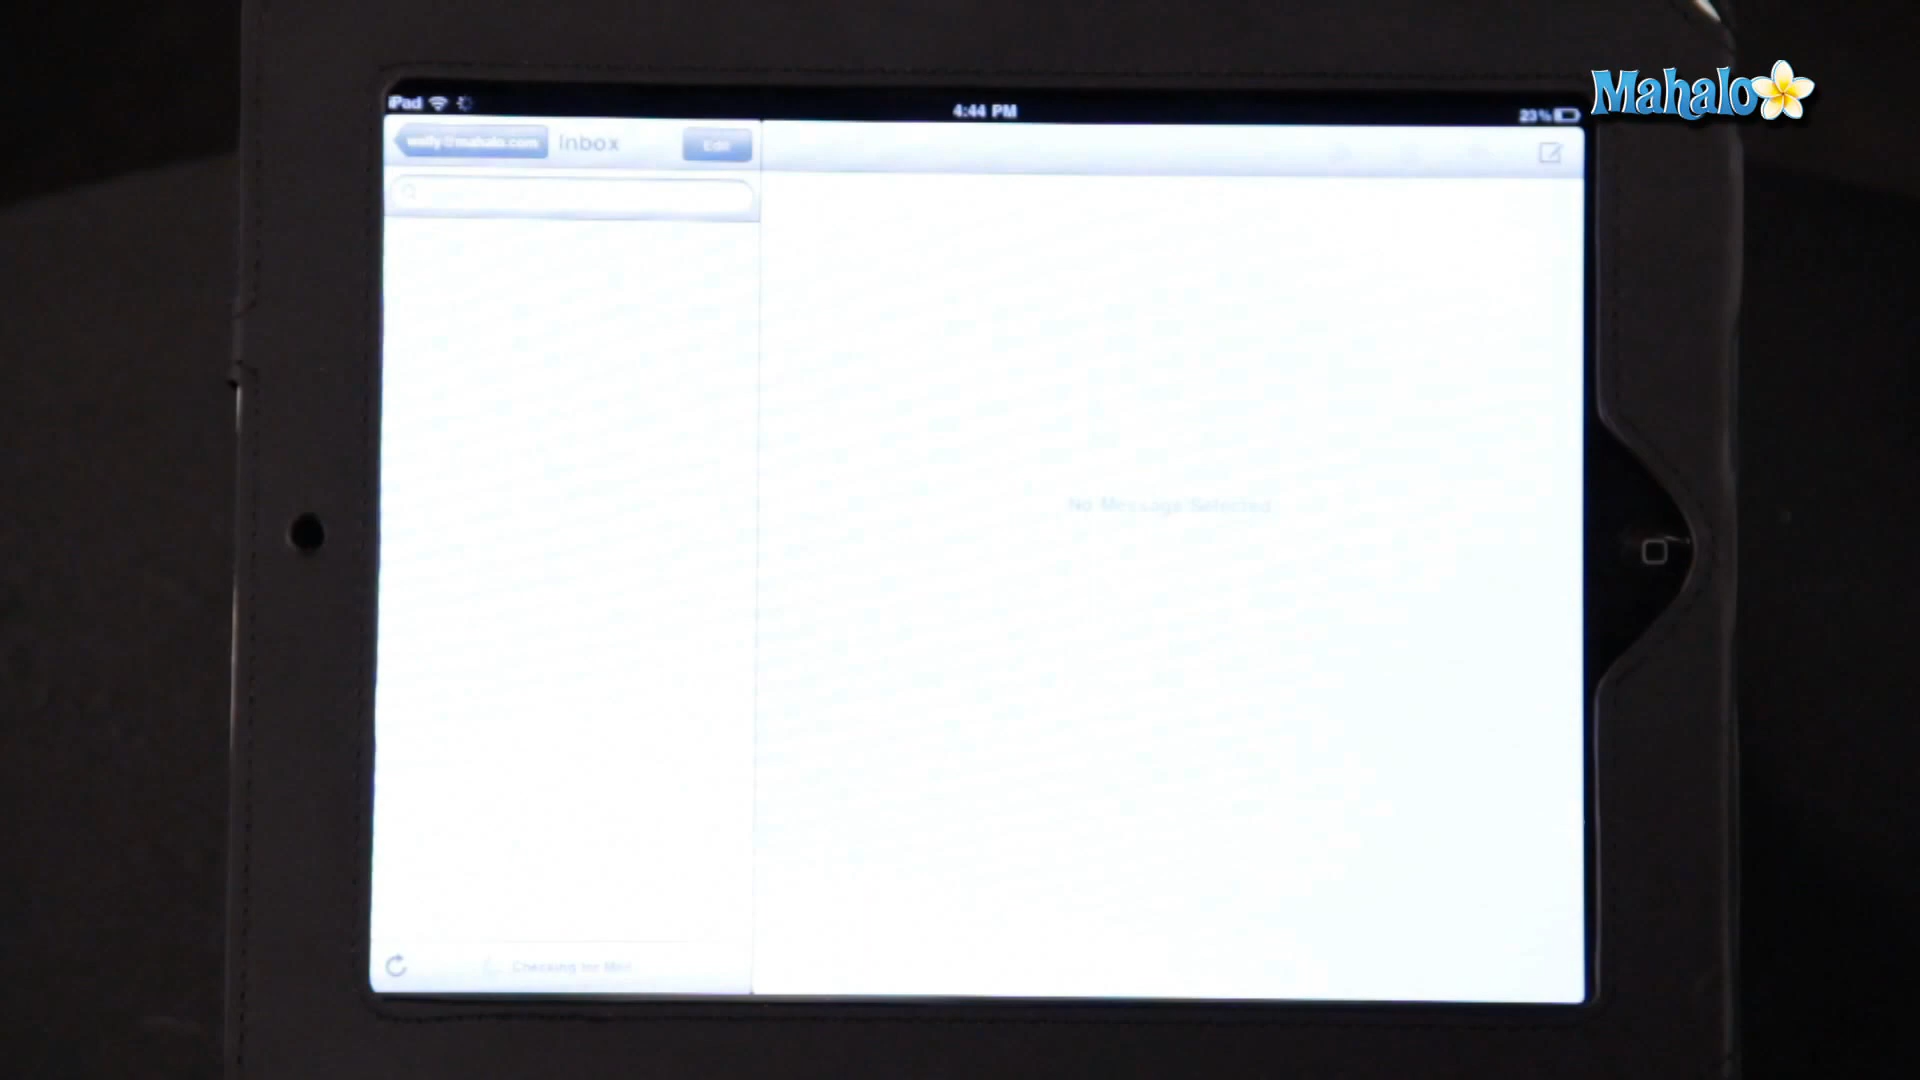 Mahalo
iPad 4:44 PM 23%
Inbox Edit
No Message Selected
Checking for Mail